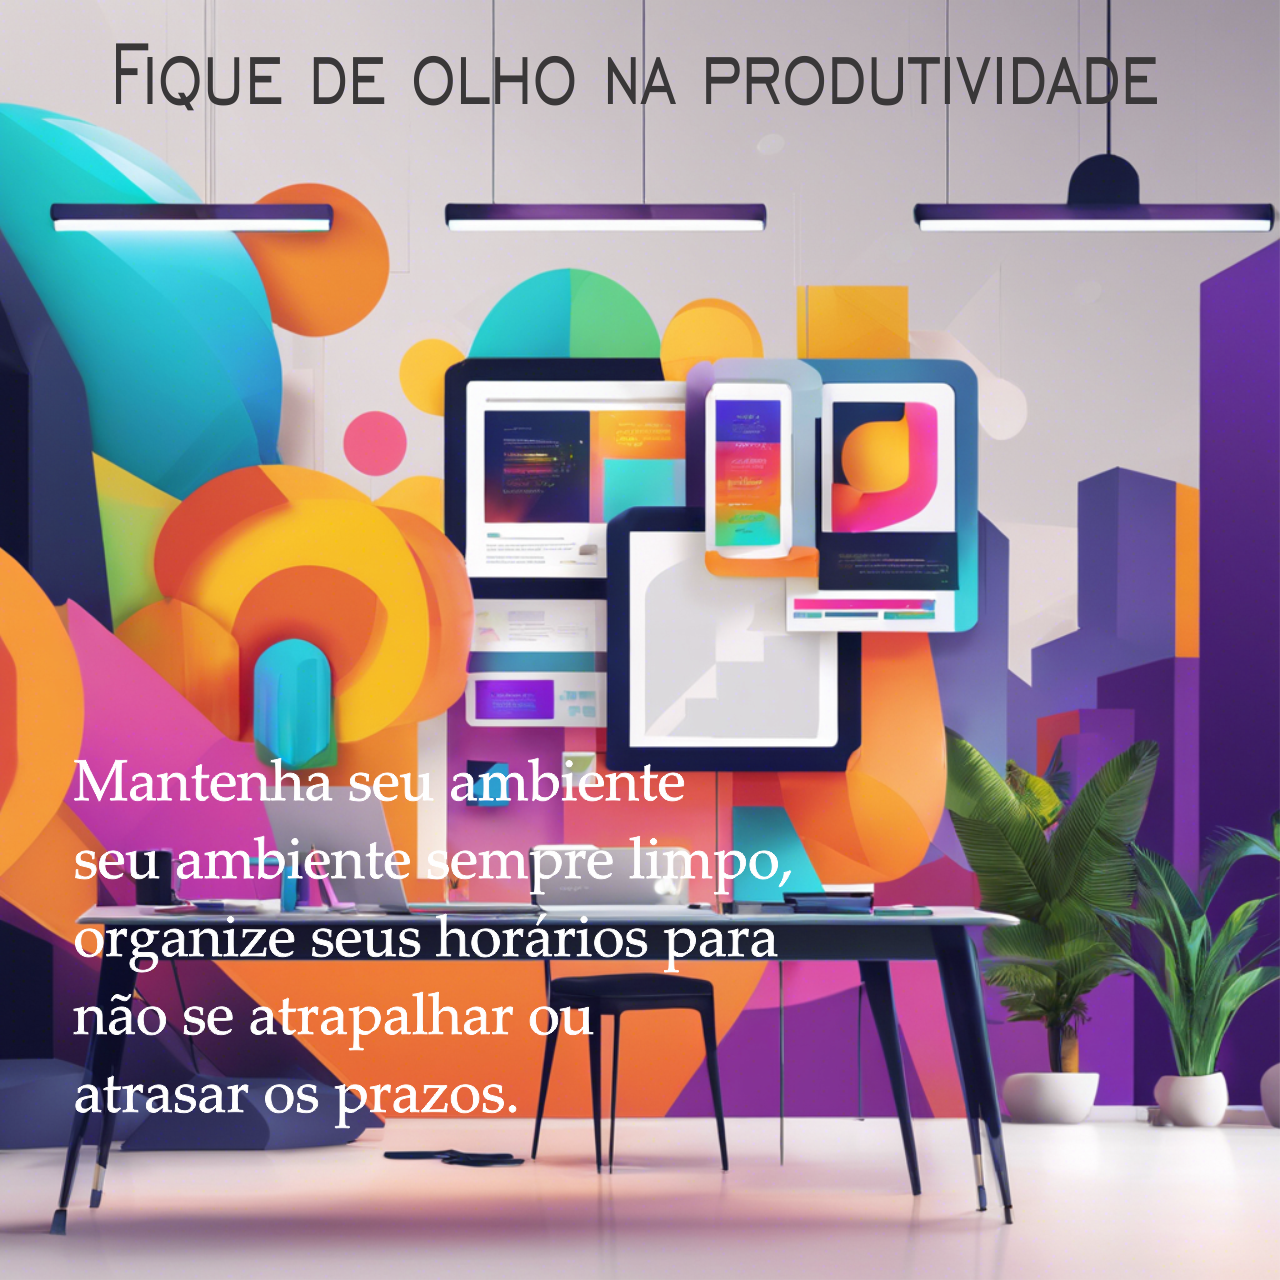 Fique de olho na produtividade
Mantenha seu ambiente
seu ambiente sempre limpo,
organize seus horários para
não se atrapalhar ou
atrasar os prazos.